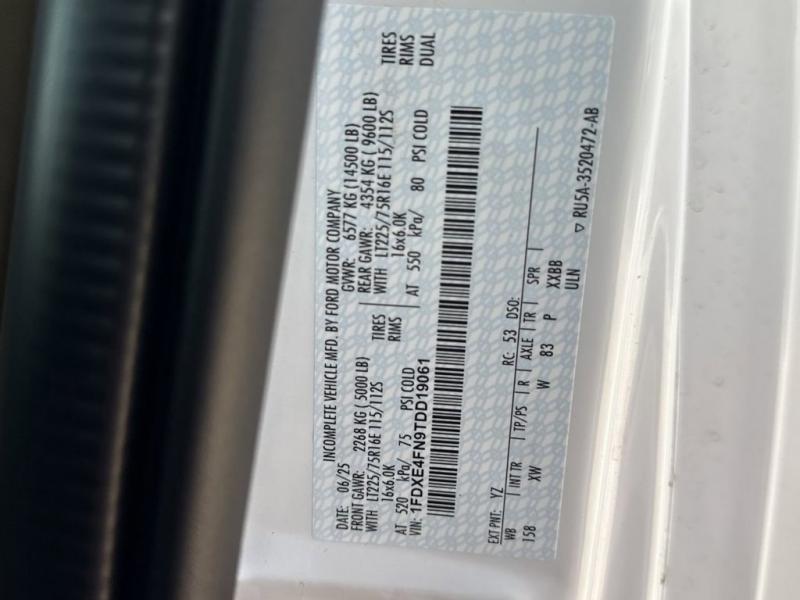 INCOMPLETE VEHICLE MFD. BY FORD MOTOR COMPANY
DATE: 06/25 GVWR: 6577 KG (14500 LB)
FRONT GAWR: 2268 KG ( 5000 LB) REAR GAWR: 4354 KG ( 9600 LB)
WITH LT225/75R16E 115/112S TIRES WITH LT225/75R16E 115/112S TIRES
16x6.0K RIMS 16x6.0K RIMS
AT 520 kPa/ 75 PSI COLD AT 550 kPa/ 80 PSI COLD DUAL
VIN: 1FDXE4FN9TDD19061
EXT PNT: YZ RC: 53 DSO:
WB INT TR TP/PS R AXLE TR SPR
158 XW W 83 P XXBB
ULN
▽ RU5A-3520472-AB